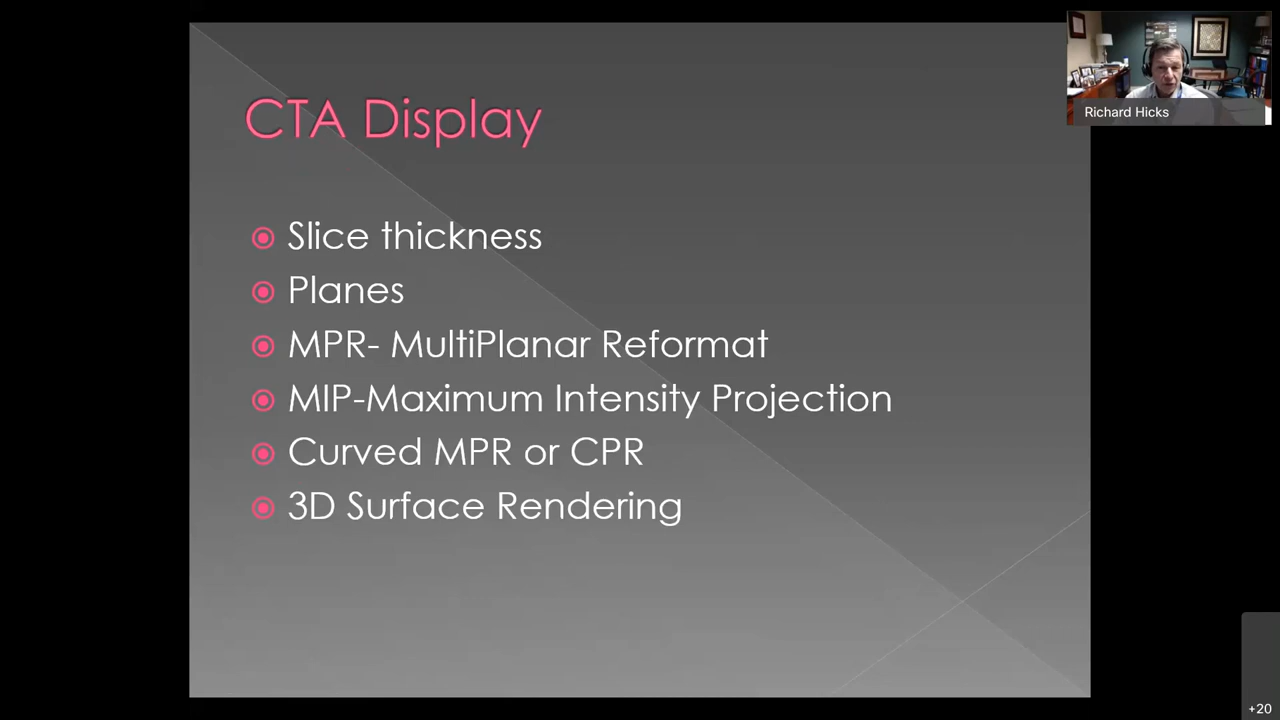 CTA Display
Slice thickness
Planes
MPR- MultiPlanar Reformat
MIP-Maximum Intensity Projection
Curved MPR or CPR
3D Surface Rendering
Richard Hicks
+20